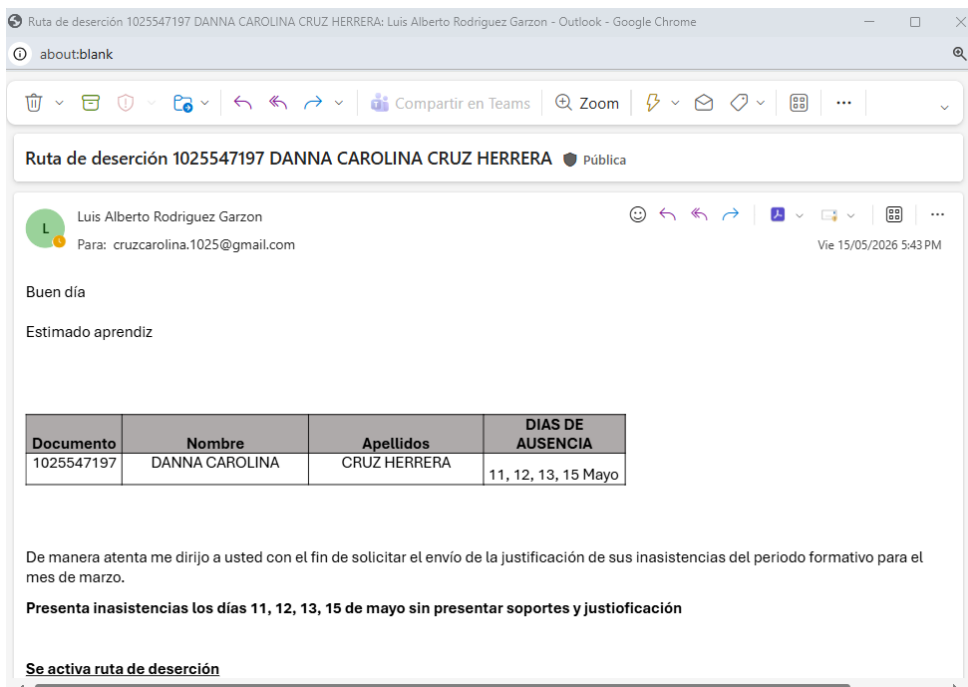 Ruta de deserción 1025547197 DANNA CAROLINA CRUZ HERRERA: Luis Alberto Rodriguez Garzon - Outlook - Google Chrome
about:blank
Compartir en Teams Zoom
Ruta de deserción 1025547197 DANNA CAROLINA CRUZ HERRERA Pública
L
Luis Alberto Rodriguez Garzon
Para: cruzcarolina.1025@gmail.com
Vie 15/05/2026 5:43 PM
Buen día
Estimado aprendiz
Documento Nombre Apellidos DIAS DE AUSENCIA
1025547197 DANNA CAROLINA CRUZ HERRERA 11, 12, 13, 15 Mayo
De manera atenta me dirijo a usted con el fin de solicitar el envío de la justificación de sus inasistencias del periodo formativo para el
mes de marzo.
Presenta inasistencias los días 11, 12, 13, 15 de mayo sin presentar soportes y justioficación
Se activa ruta de deserción